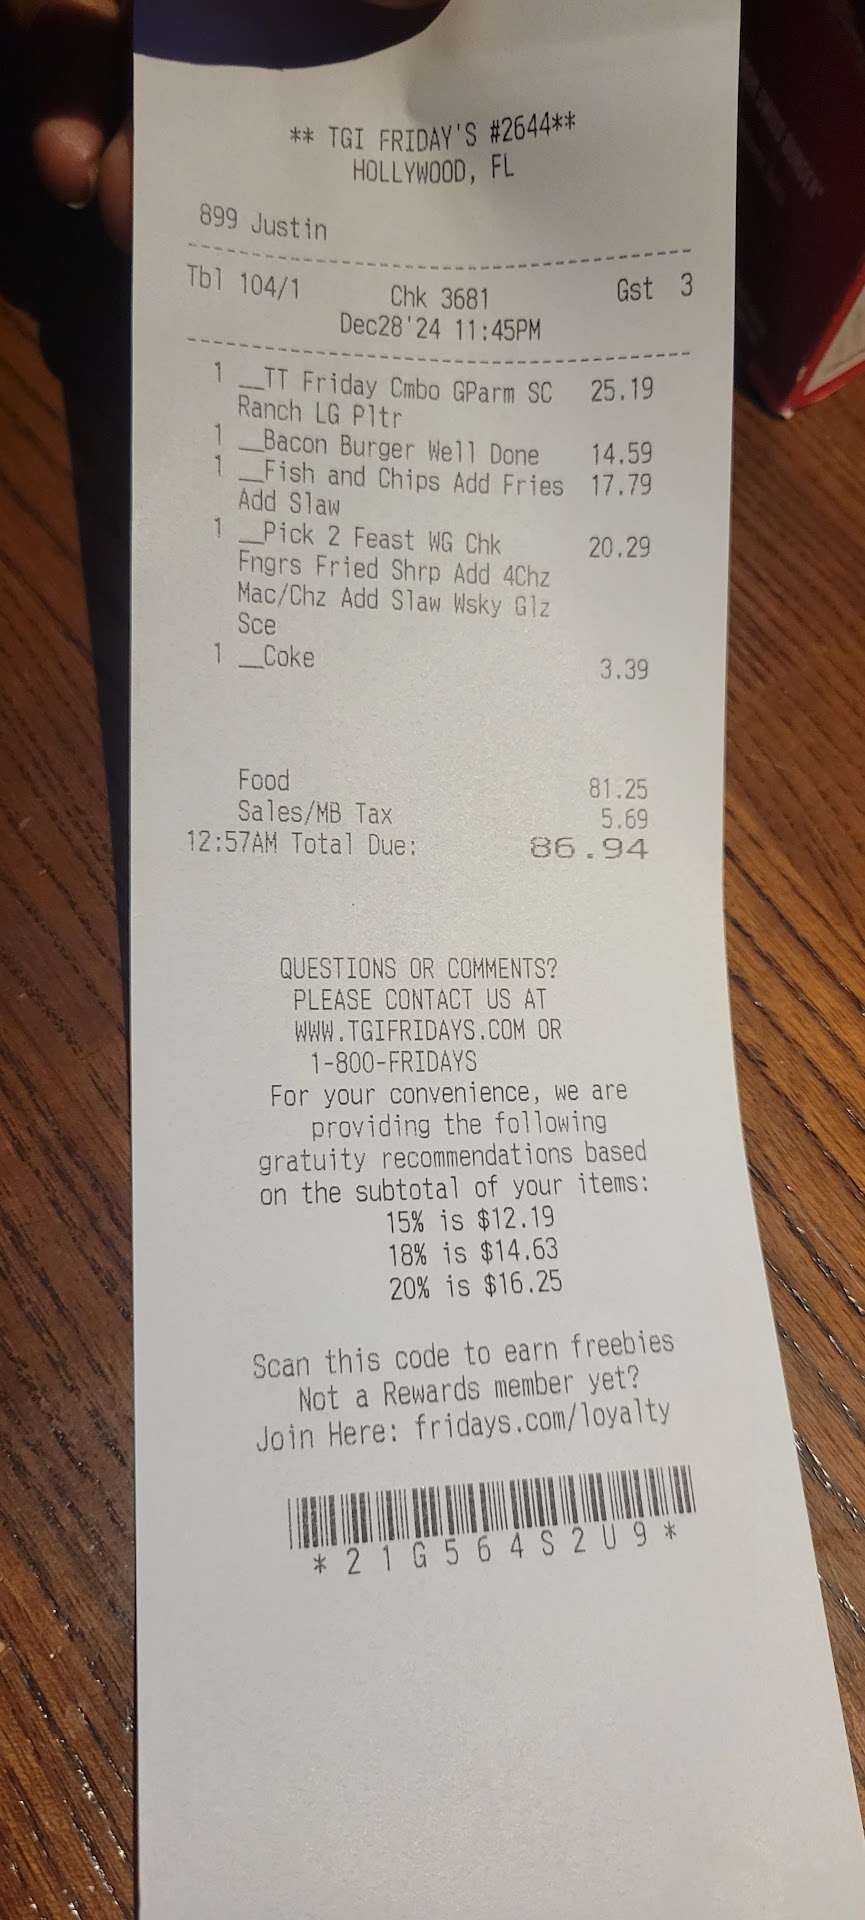 ** TGI FRIDAY'S #2644**
HOLLYWOOD, FL
899 Justin
Tbl 104/1 Chk 3681 Gst 3
Dec28'24 11:45PM
1 __TT Friday Cmbo GParm SC 25.19
Ranch LG Pltr
1 __Bacon Burger Well Done 14.59
1 __Fish and Chips Add Fries 17.79
Add Slaw
1 __Pick 2 Feast WG Chk 20.29
Fngrs Fried Shrp Add 4Chz
Mac/Chz Add Slaw Wsky Glz
Sce
1 __Coke 3.39
Food 81.25
Sales/MB Tax 5.69
12:57AM Total Due: 86.94
QUESTIONS OR COMMENTS?
PLEASE CONTACT US AT
WWW.TGIFRIDAYS.COM OR
1-800-FRIDAYS
For your convenience, we are
providing the following
gratuity recommendations based
on the subtotal of your items:
15% is $12.19
18% is $14.63
20% is $16.25
Scan this code to earn freebies
Not a Rewards member yet?
Join Here: fridays.com/loyalty
*21G564S2U9*